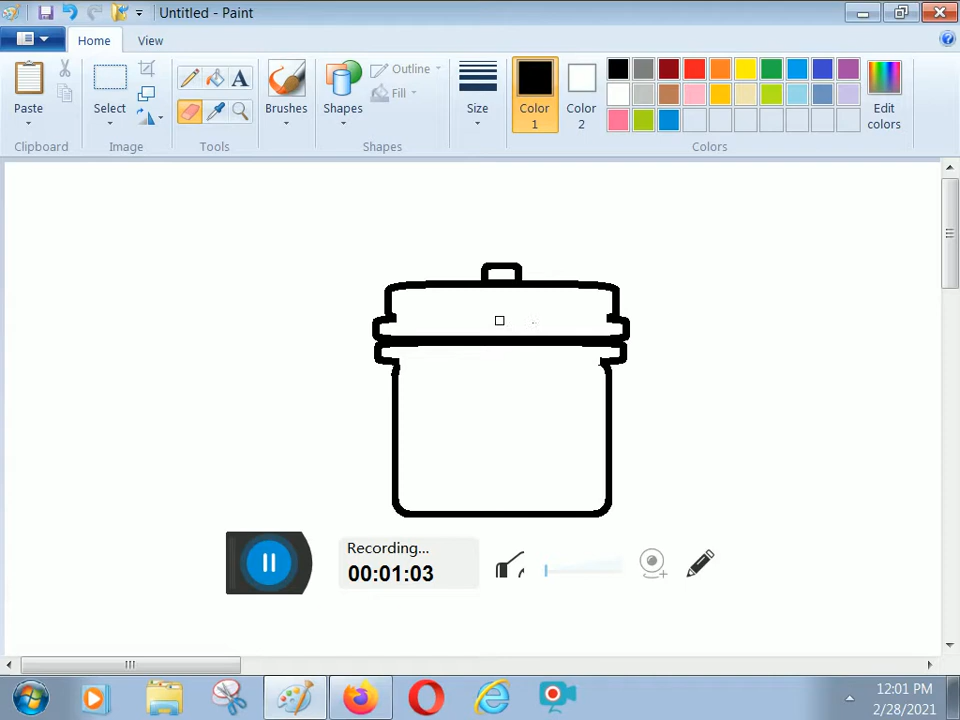 Untitled - Paint
Home View
Paste
Select
Brushes
Shapes
Outline
Fill
Size
Color 1
Color 2
Edit colors
Clipboard Image Tools Shapes Colors
Recording...
00:01:03
12:01 PM
2/28/2021